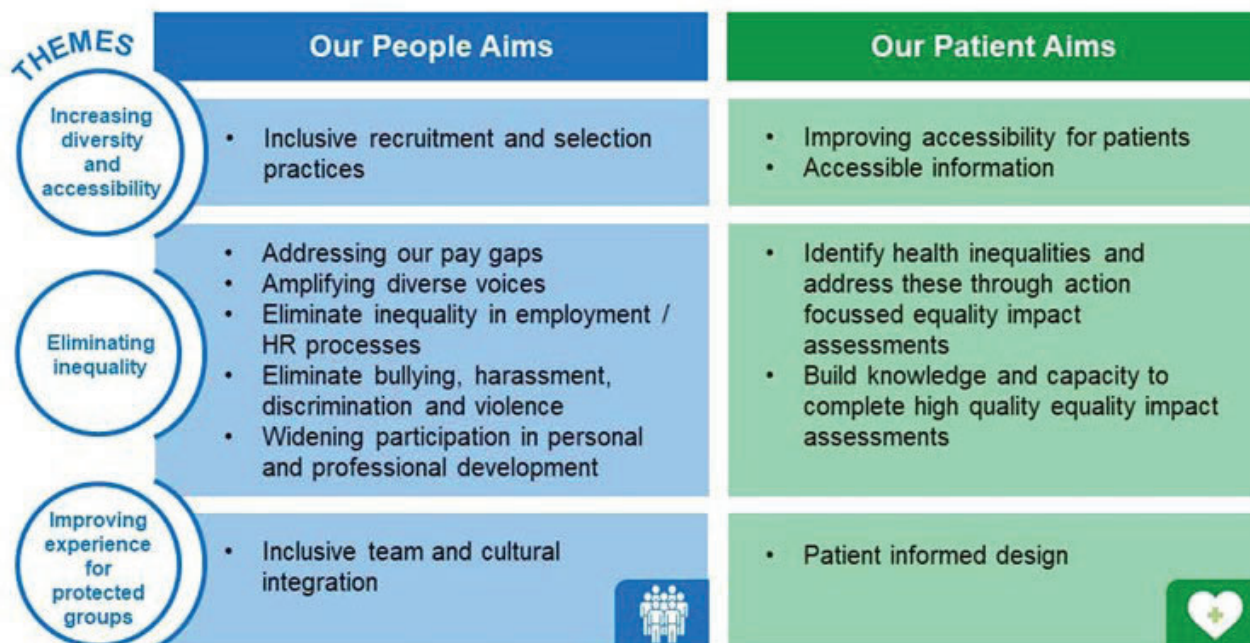 THEMES
Our People Aims
Our Patient Aims
Increasing
diversity
and
accessibility
• Inclusive recruitment and selection
practices
• Improving accessibility for patients
• Accessible information
Eliminating
inequality
• Addressing our pay gaps
• Amplifying diverse voices
• Eliminate inequality in employment /
HR processes
• Eliminate bullying, harassment,
discrimination and violence
• Widening participation in personal
and professional development
• Identify health inequalities and
address these through action
focussed equality impact
assessments
• Build knowledge and capacity to
complete high quality equality impact
assessments
Improving
experience
for
protected
groups
• Inclusive team and cultural
integration
• Patient informed design